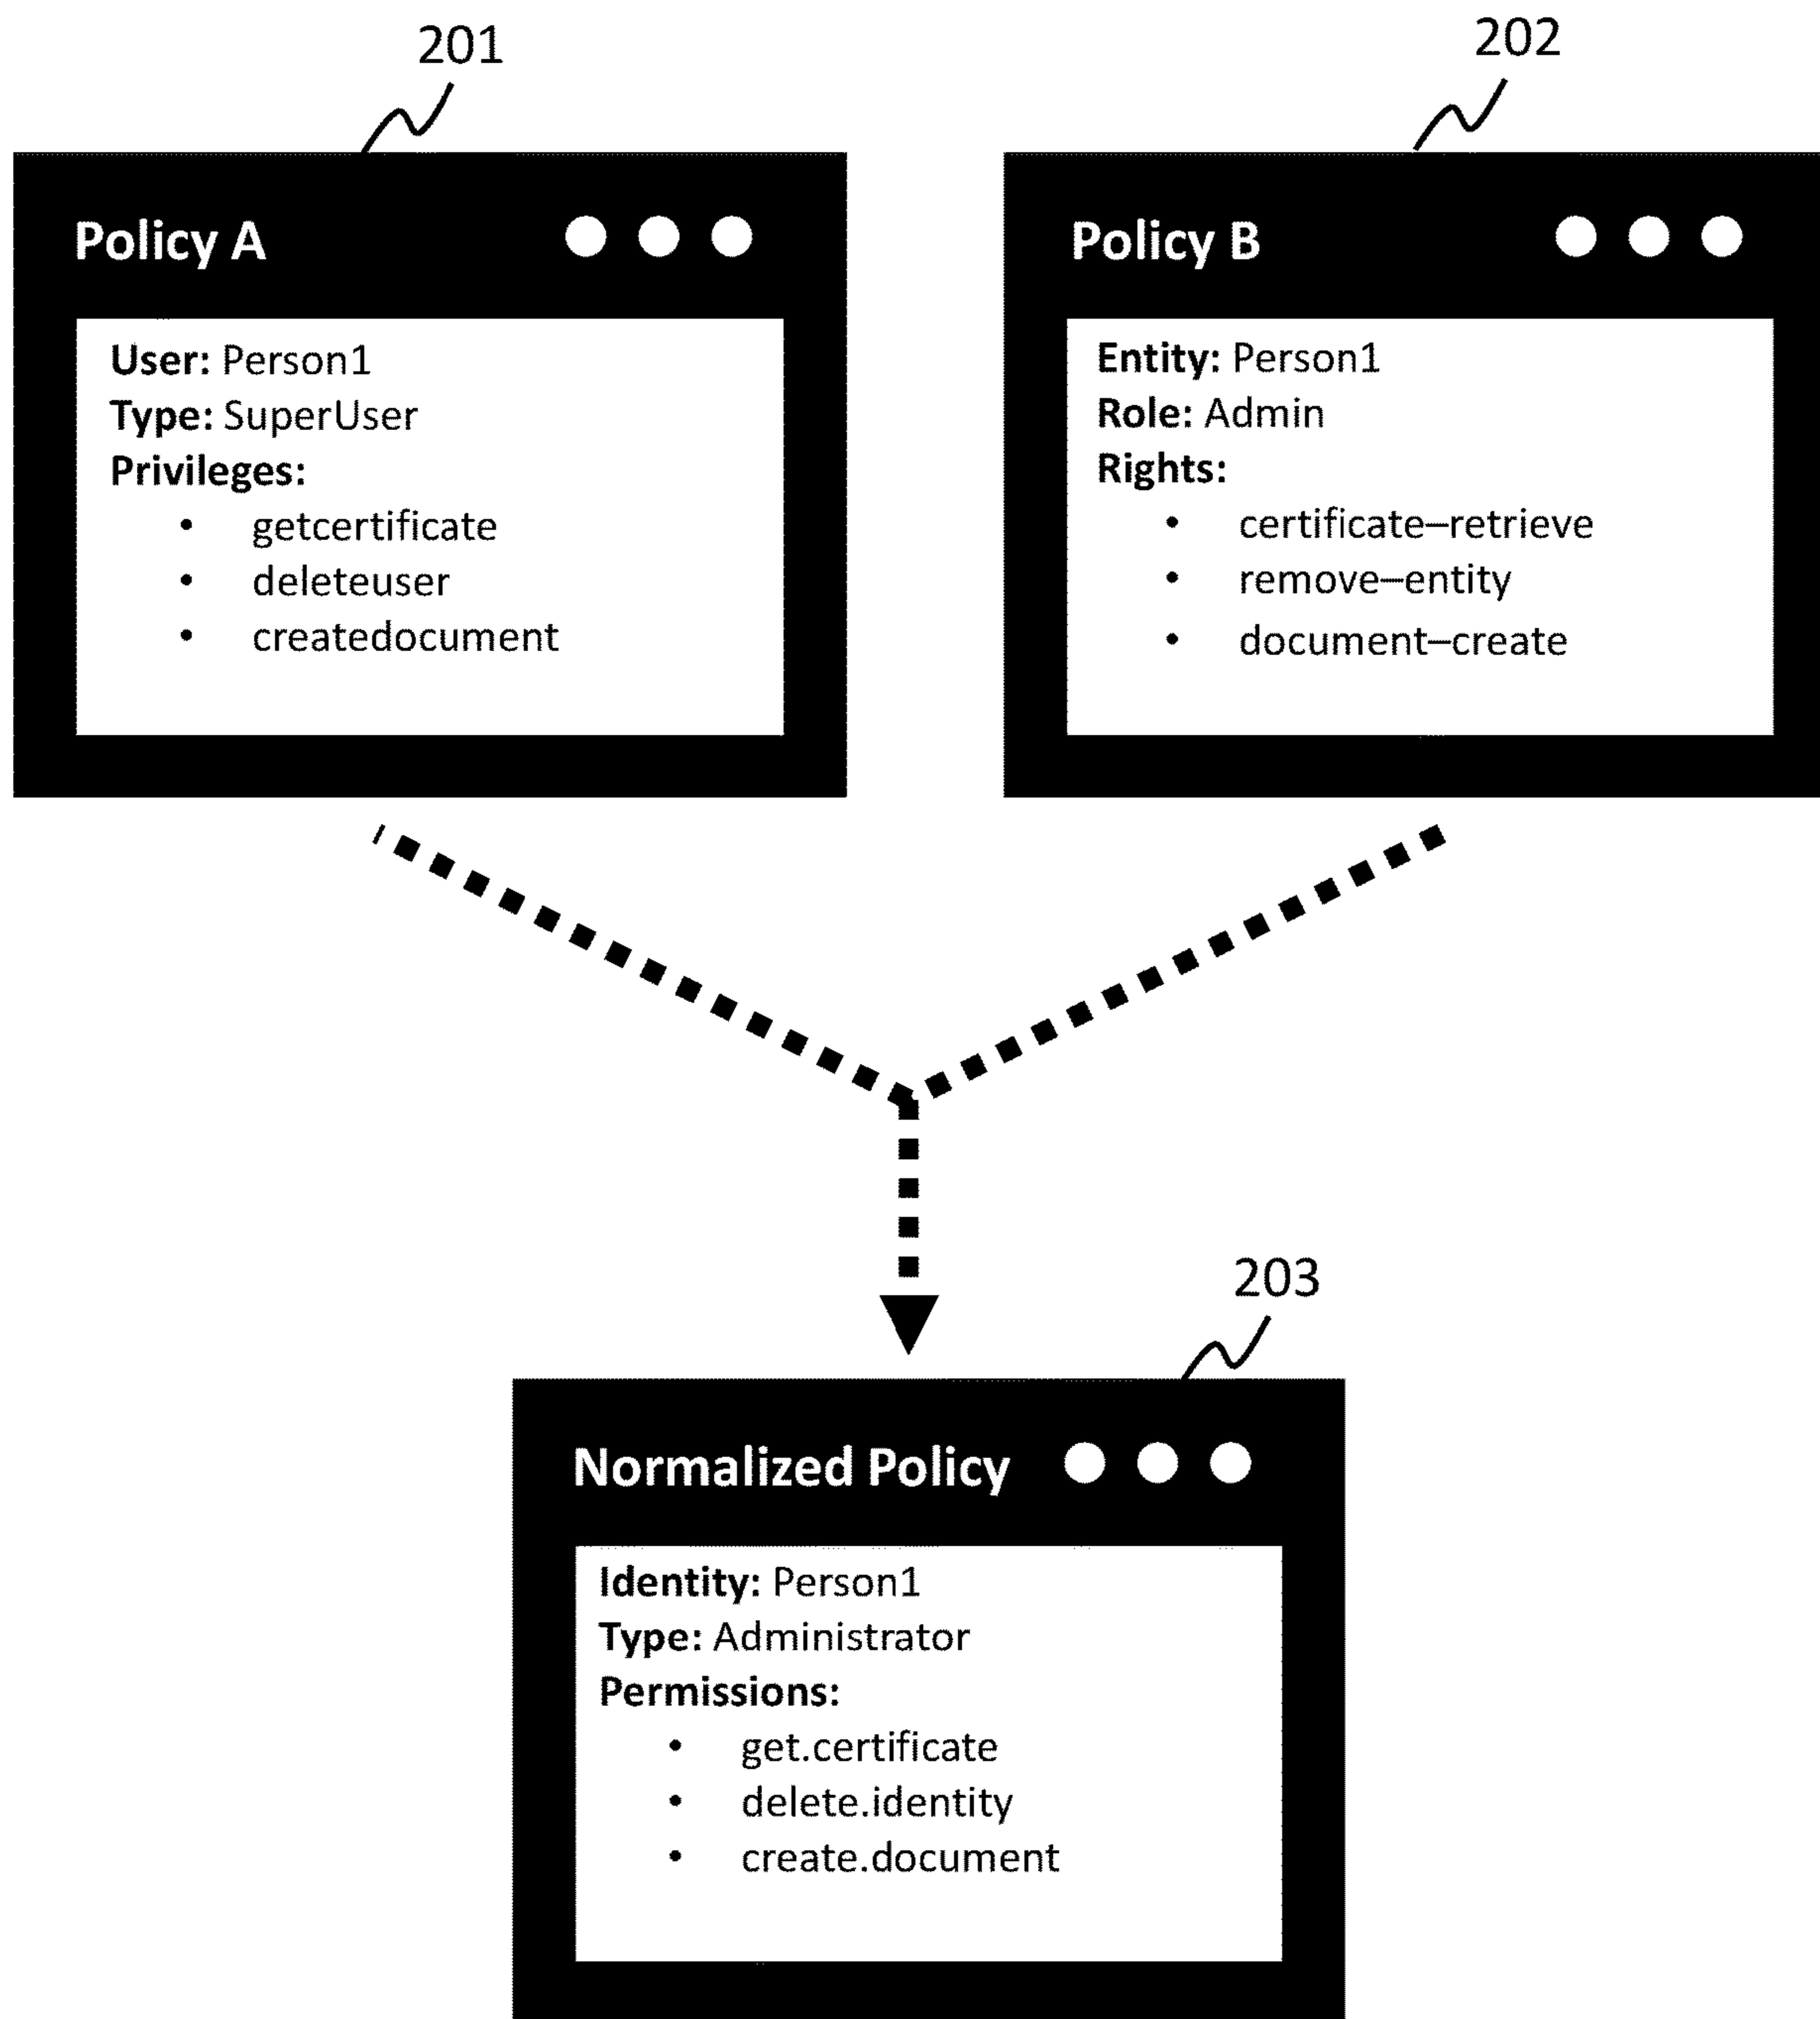 201
202
Policy A
User: Person1
Type: SuperUser
Privileges:
• getcertificate
• deleteuser
• createdocument
Policy B
Entity: Person1
Role: Admin
Rights:
• certificate–retrieve
• remove–entity
• document–create
203
Normalized Policy
Identity: Person1
Type: Administrator
Permissions:
• get.certificate
• delete.identity
• create.document